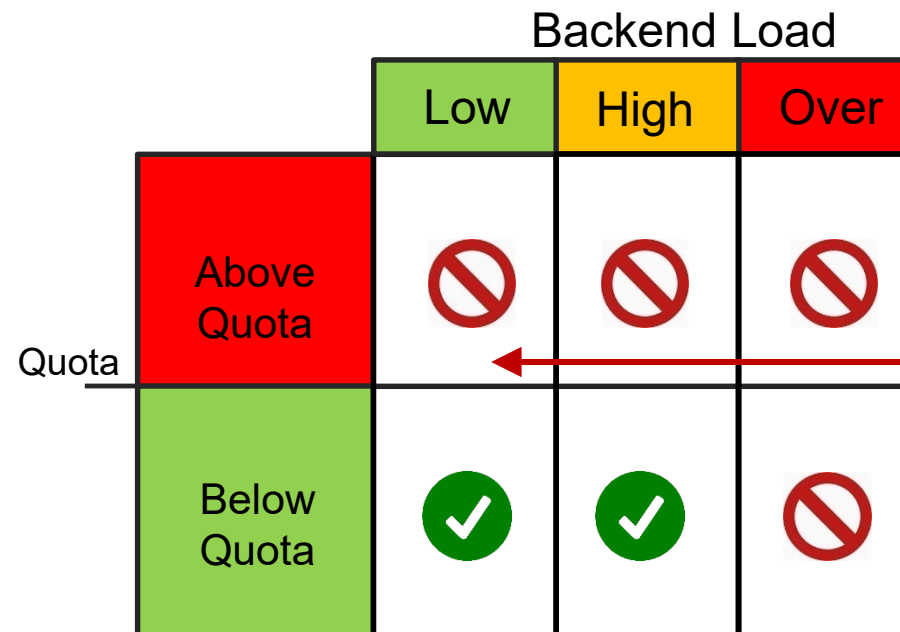 Backend Load
Low
High
Over
Above
Quota
Quota
Below
Quota